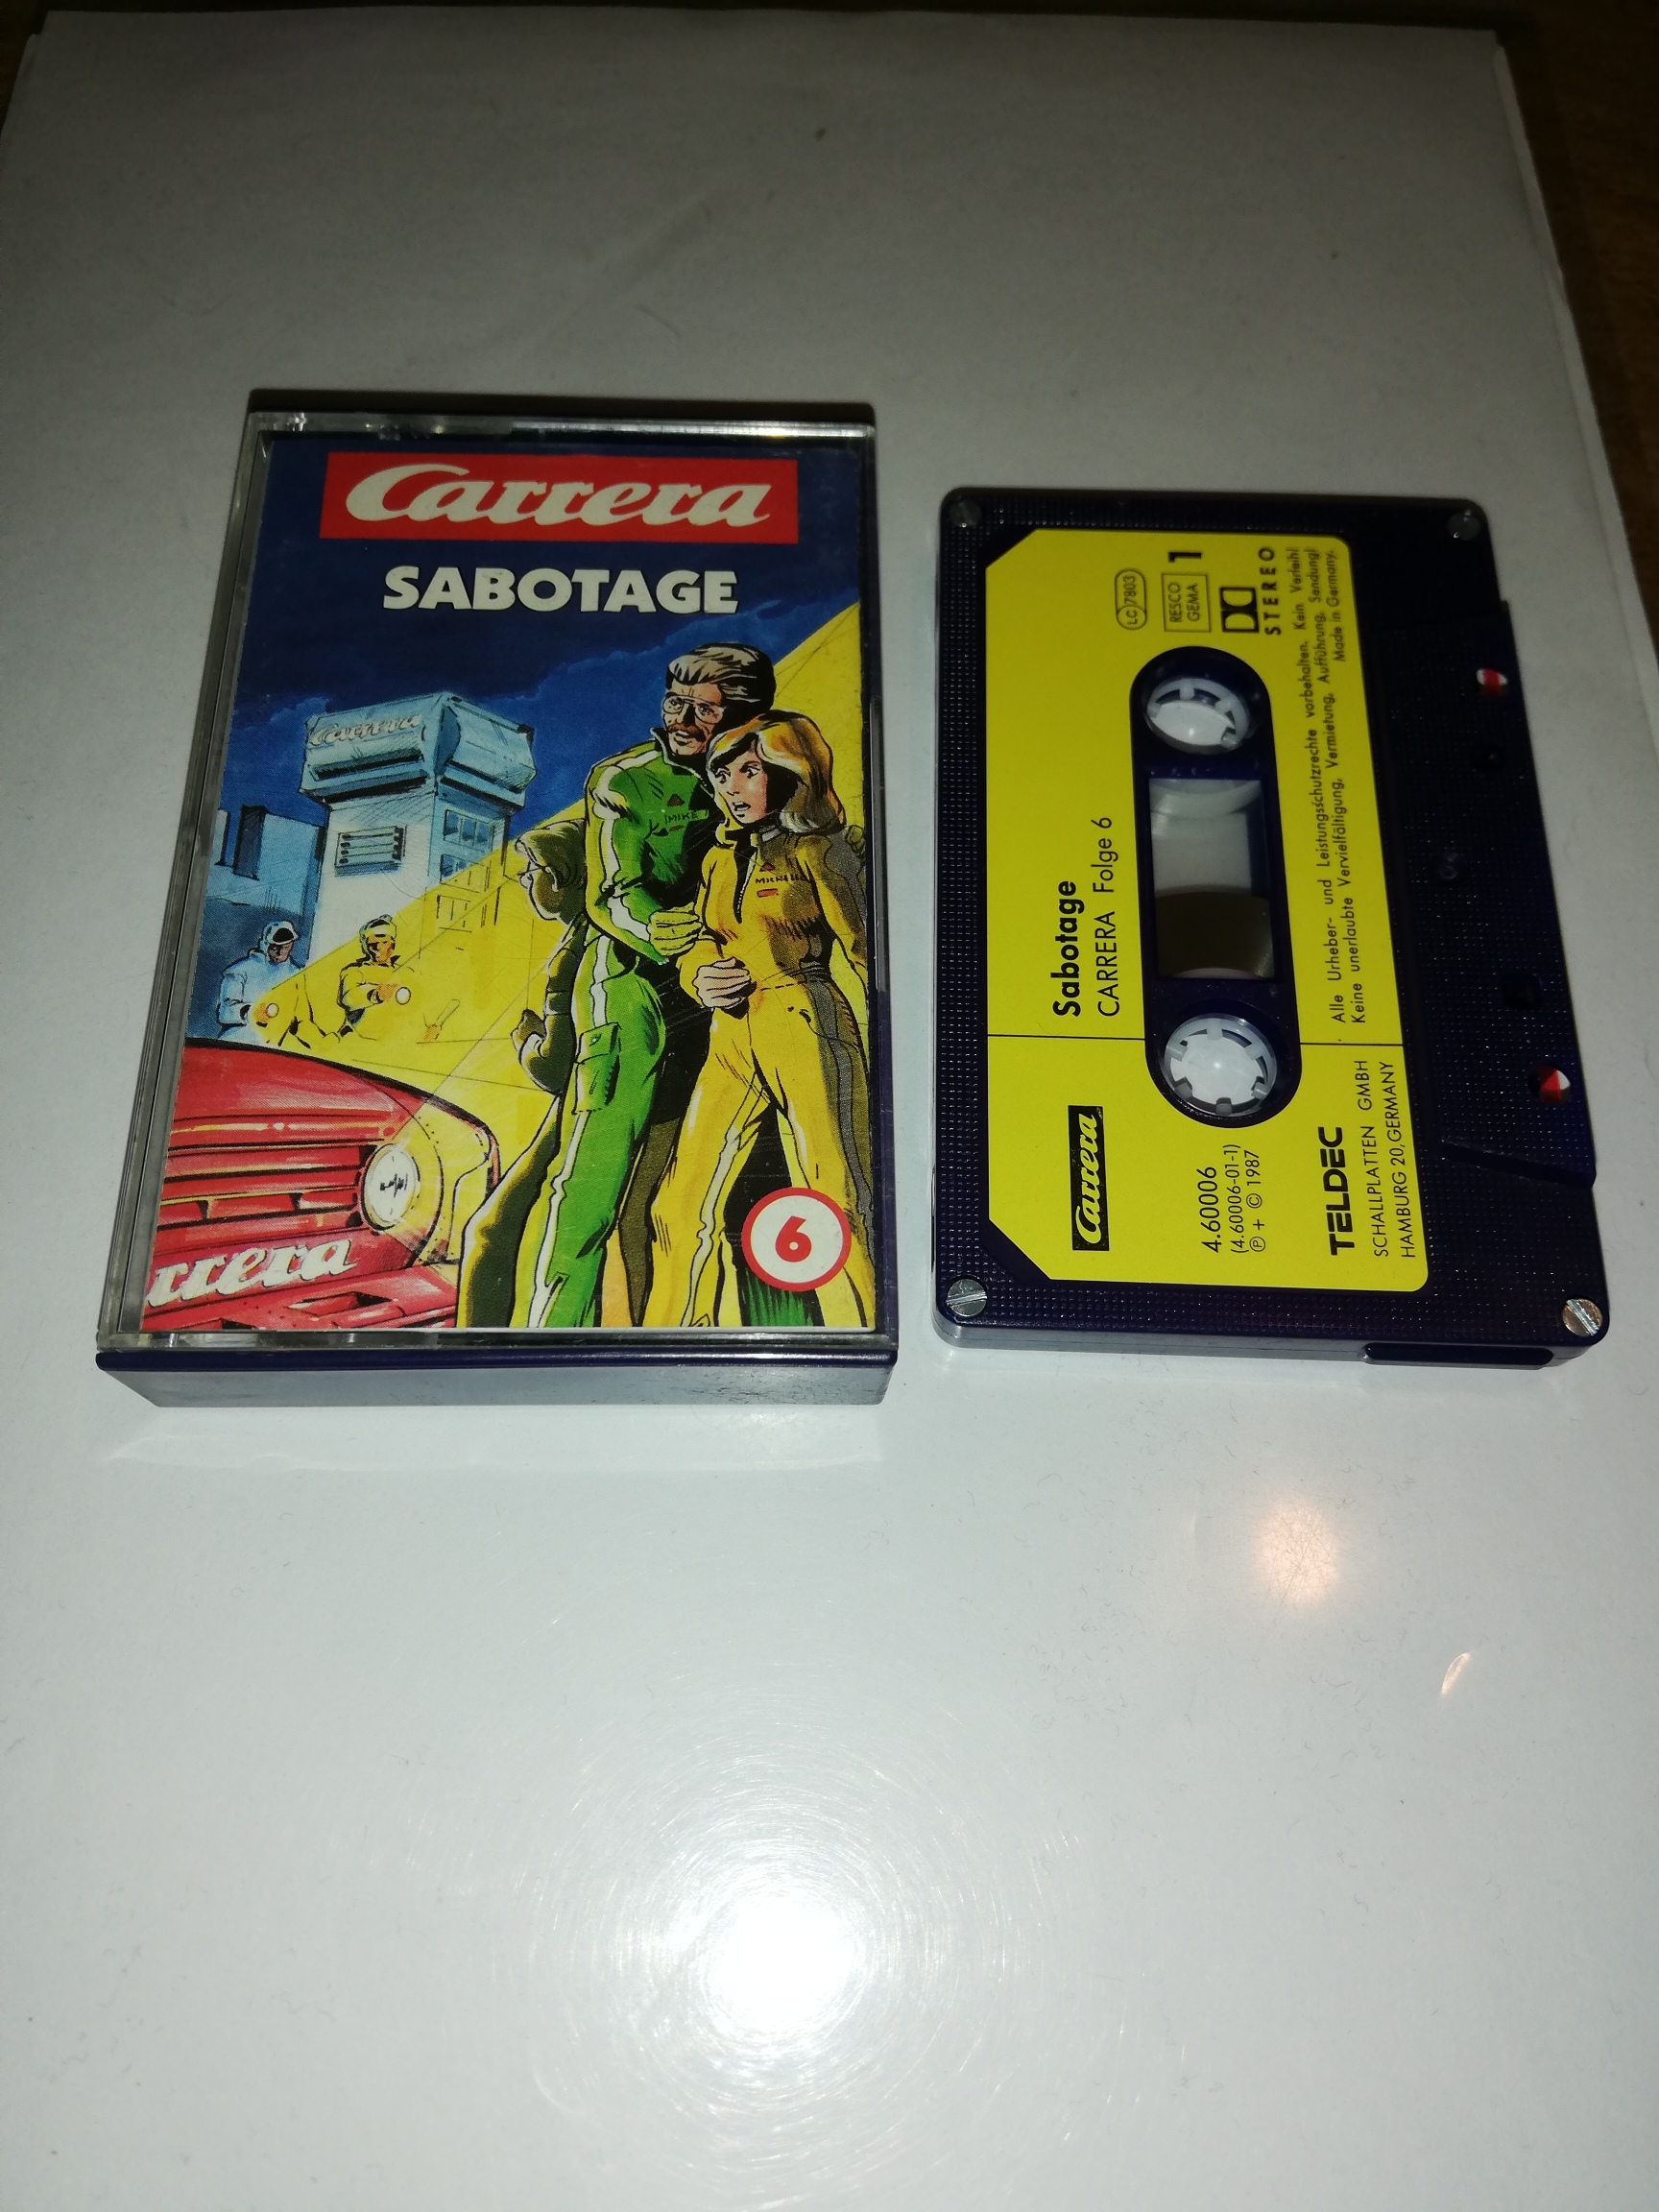 Carrera
SABOTAGE
Carrera
MIKE
rrera
6
Sabotage
CARRERA Folge 6
LC 7803
RESCO
GEMA
1
STEREO
Alle Urheber- und Leistungsschutzrechte vorbehalten. Kein Verleih!
Keine unerlaubte Vervielfältigung, Vermietung, Aufführung, Sendung!
Made in Germany.
Carrera
4.60006
(4.60006-01-1)
Ⓟ + © 1987
TELDEC
SCHALLPLATTEN GMBH
HAMBURG 20, GERMANY